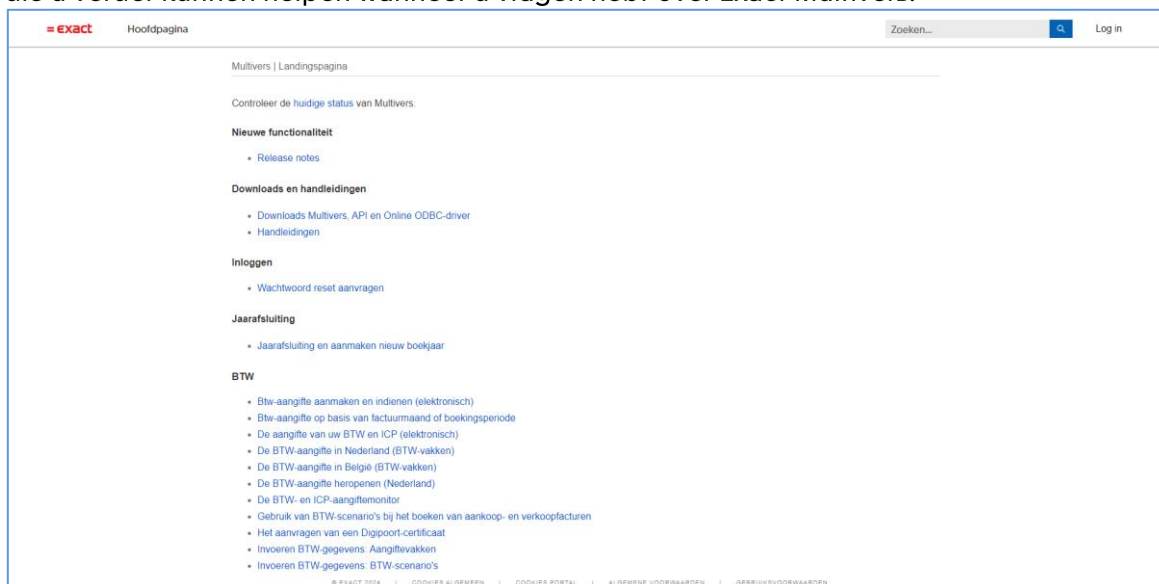 die u verder kunnen helpen wanneer u vragen hebt over Exact Multivers.
= exact Hoofdpagina Zoeken... Log in
Multivers | Landingspagina
Controleer de huidige status van Multivers.
Nieuwe functionaliteit
Release notes
Downloads en handleidingen
Downloads Multivers, API en Online ODBC-driver
Handleidingen
Inloggen
Wachtwoord reset aanvragen
Jaarafsluiting
Jaarafsluiting en aanmaken nieuw boekjaar
BTW
Btw-aangifte aanmaken en indienen (elektronisch)
Btw-aangifte op basis van factuurmaand of boekingsperiode
De aangifte van uw BTW en ICP (elektronisch)
De BTW-aangifte in Nederland (BTW-vakken)
De BTW-aangifte in België (BTW-vakken)
De BTW-aangifte heropenen (Nederland)
De BTW- en ICP-aangiftemonitor
Gebruik van BTW-scenario's bij het boeken van aankoop- en verkoopfacturen
Het aanvragen van een Digipoort-certificaat
Invoeren BTW-gegevens: Aangiftevakken
Invoeren BTW-gegevens: BTW-scenario's
© EXACT 2024 | COOKIES ALGEMEEN | COOKIES PORTAL | ALGEMENE VOORWAARDEN | GEBRUIKSVOORWAARDEN